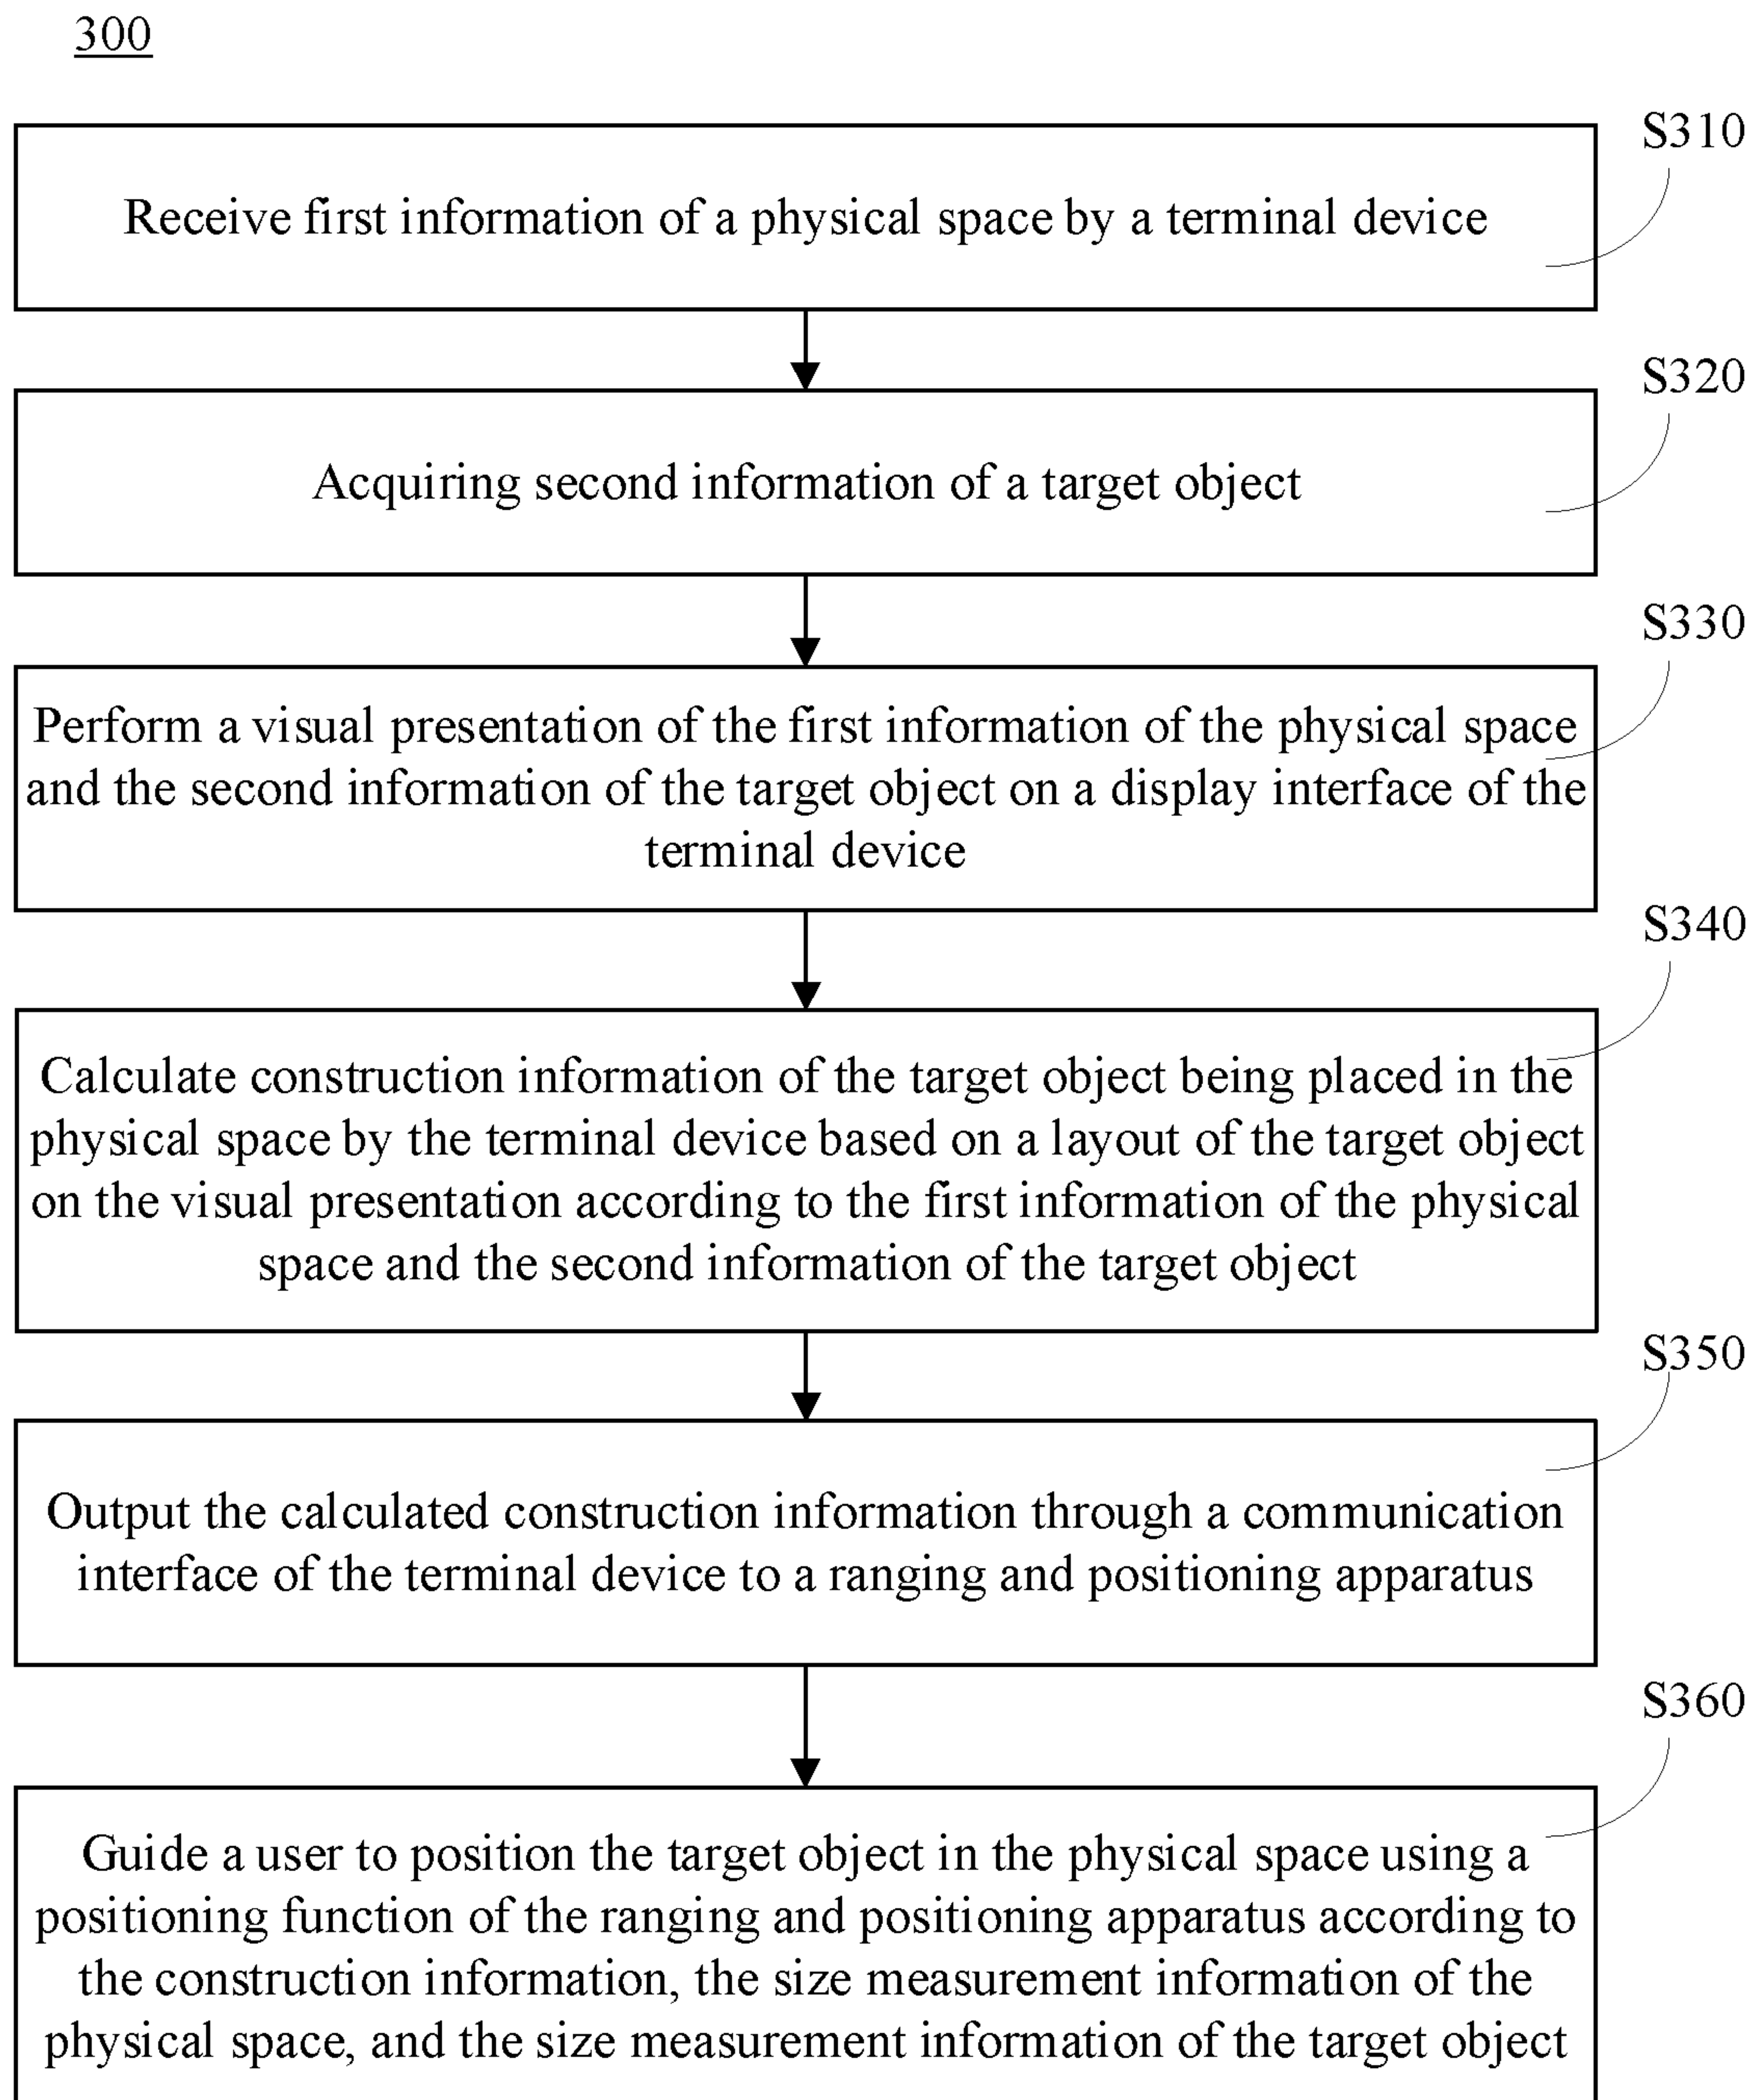 300
S310
Receive first information of a physical space by a terminal device
S320
Acquiring second information of a target object
S330
Perform a visual presentation of the first information of the physical space
and the second information of the target object on a display interface of the
terminal device
S340
Calculate construction information of the target object being placed in the
physical space by the terminal device based on a layout of the target object
on the visual presentation according to the first information of the physical
space and the second information of the target object
S350
Output the calculated construction information through a communication
interface of the terminal device to a ranging and positioning apparatus
S360
Guide a user to position the target object in the physical space using a
positioning function of the ranging and positioning apparatus according to
the construction information, the size measurement information of the
physical space, and the size measurement information of the target object